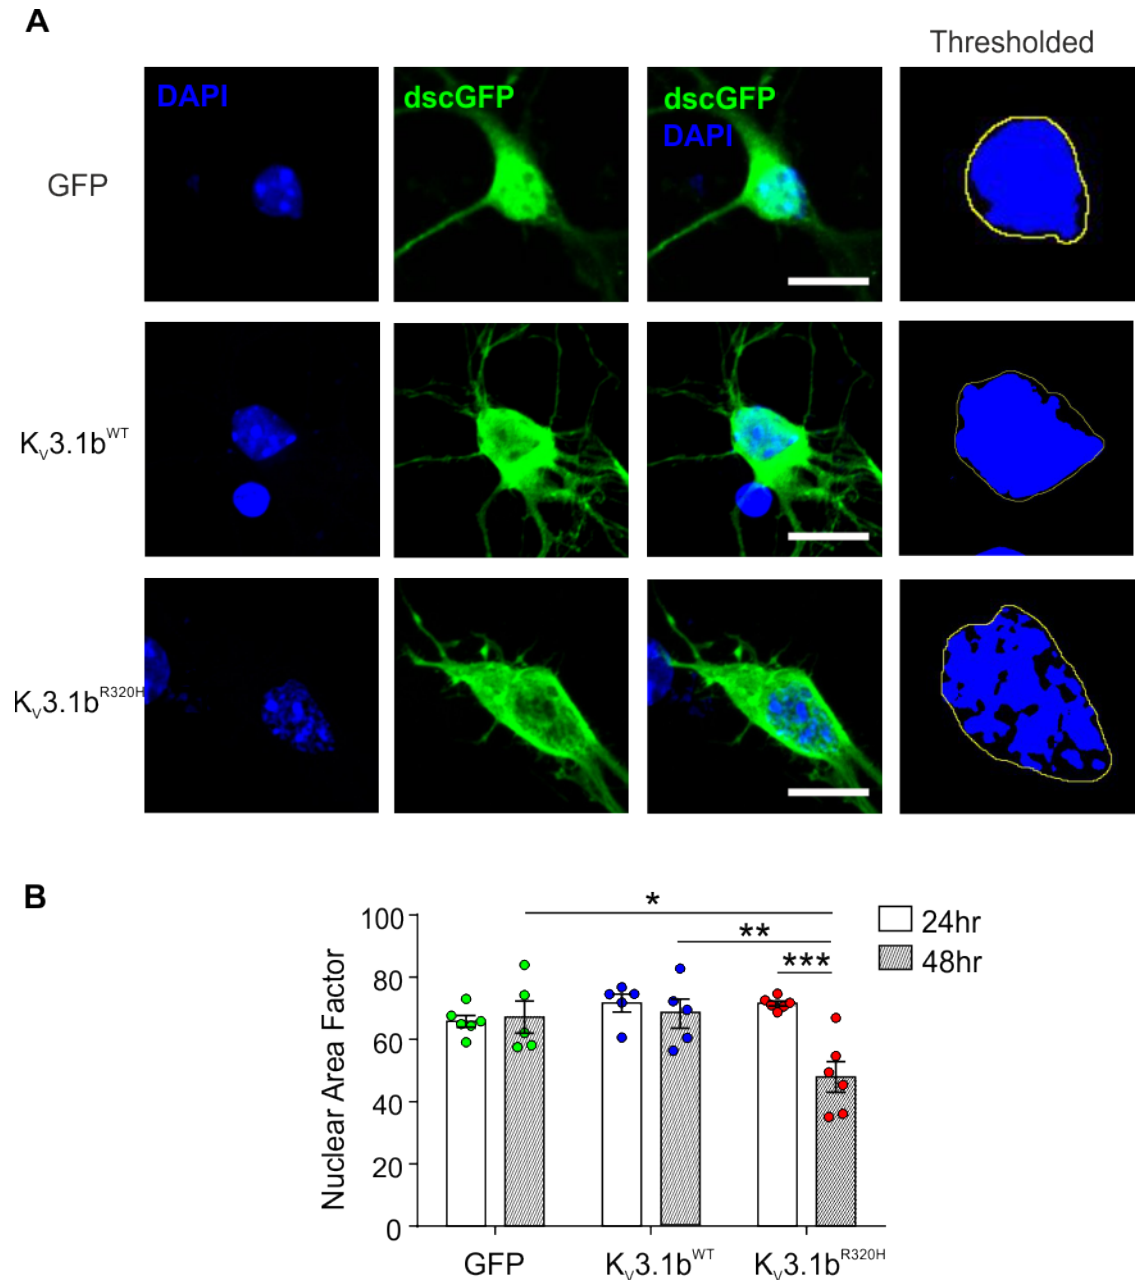 A
Thresholded
DAPI
dscGFP
dscGFP
DAPI
GFP
Kv3.1bWT
Kv3.1bR320H
B
*
**
***
24hr
48hr
100
80
60
40
20
0
Nuclear Area Factor
GFP
Kv3.1bWT
Kv3.1bR320H